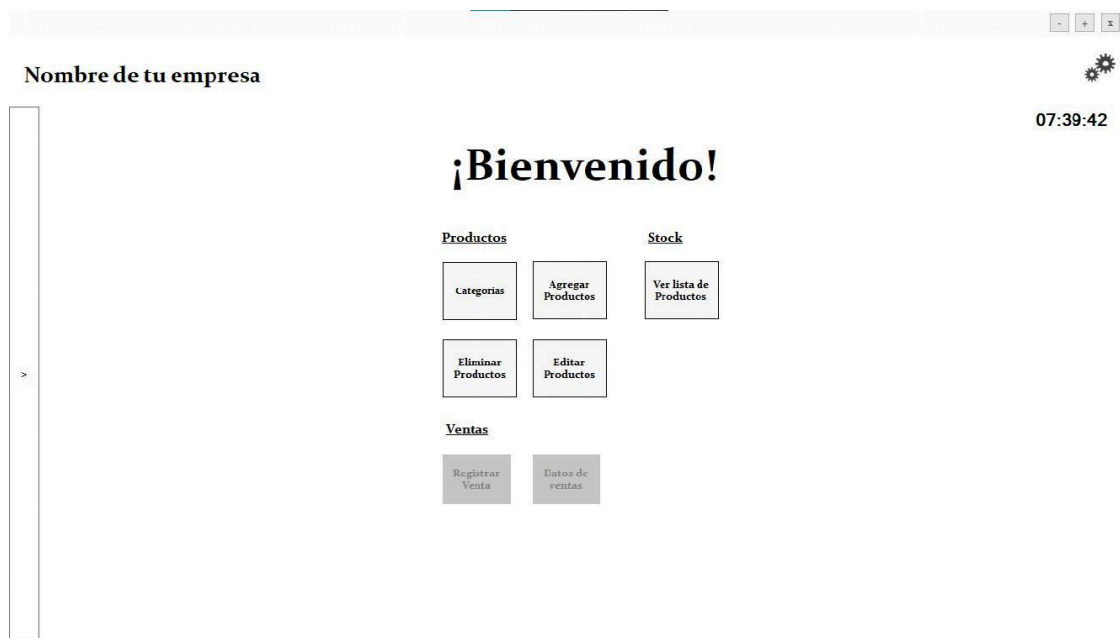 - + x
Nombre de tu empresa
07:39:42
¡Bienvenido!
Productos
Stock
Categorias
Agregar
Productos
Ver lista de
Productos
Eliminar
Productos
Editar
Productos
>
Ventas
Registrar
Venta
Datos de
ventas